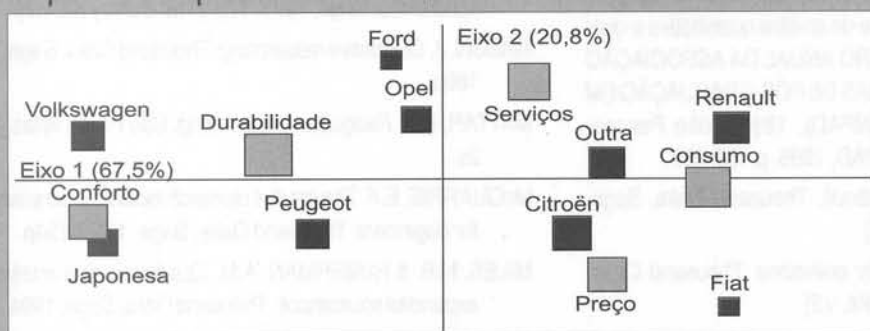 Ford
Eixo 2 (20,8%)
Opel
Serviços
Renault
Volkswagen
Durabilidade
Outra
Consumo
Eixo 1 (67,5%)
Conforto
Peugeot
Citroën
Japonesa
Preço
Fiat